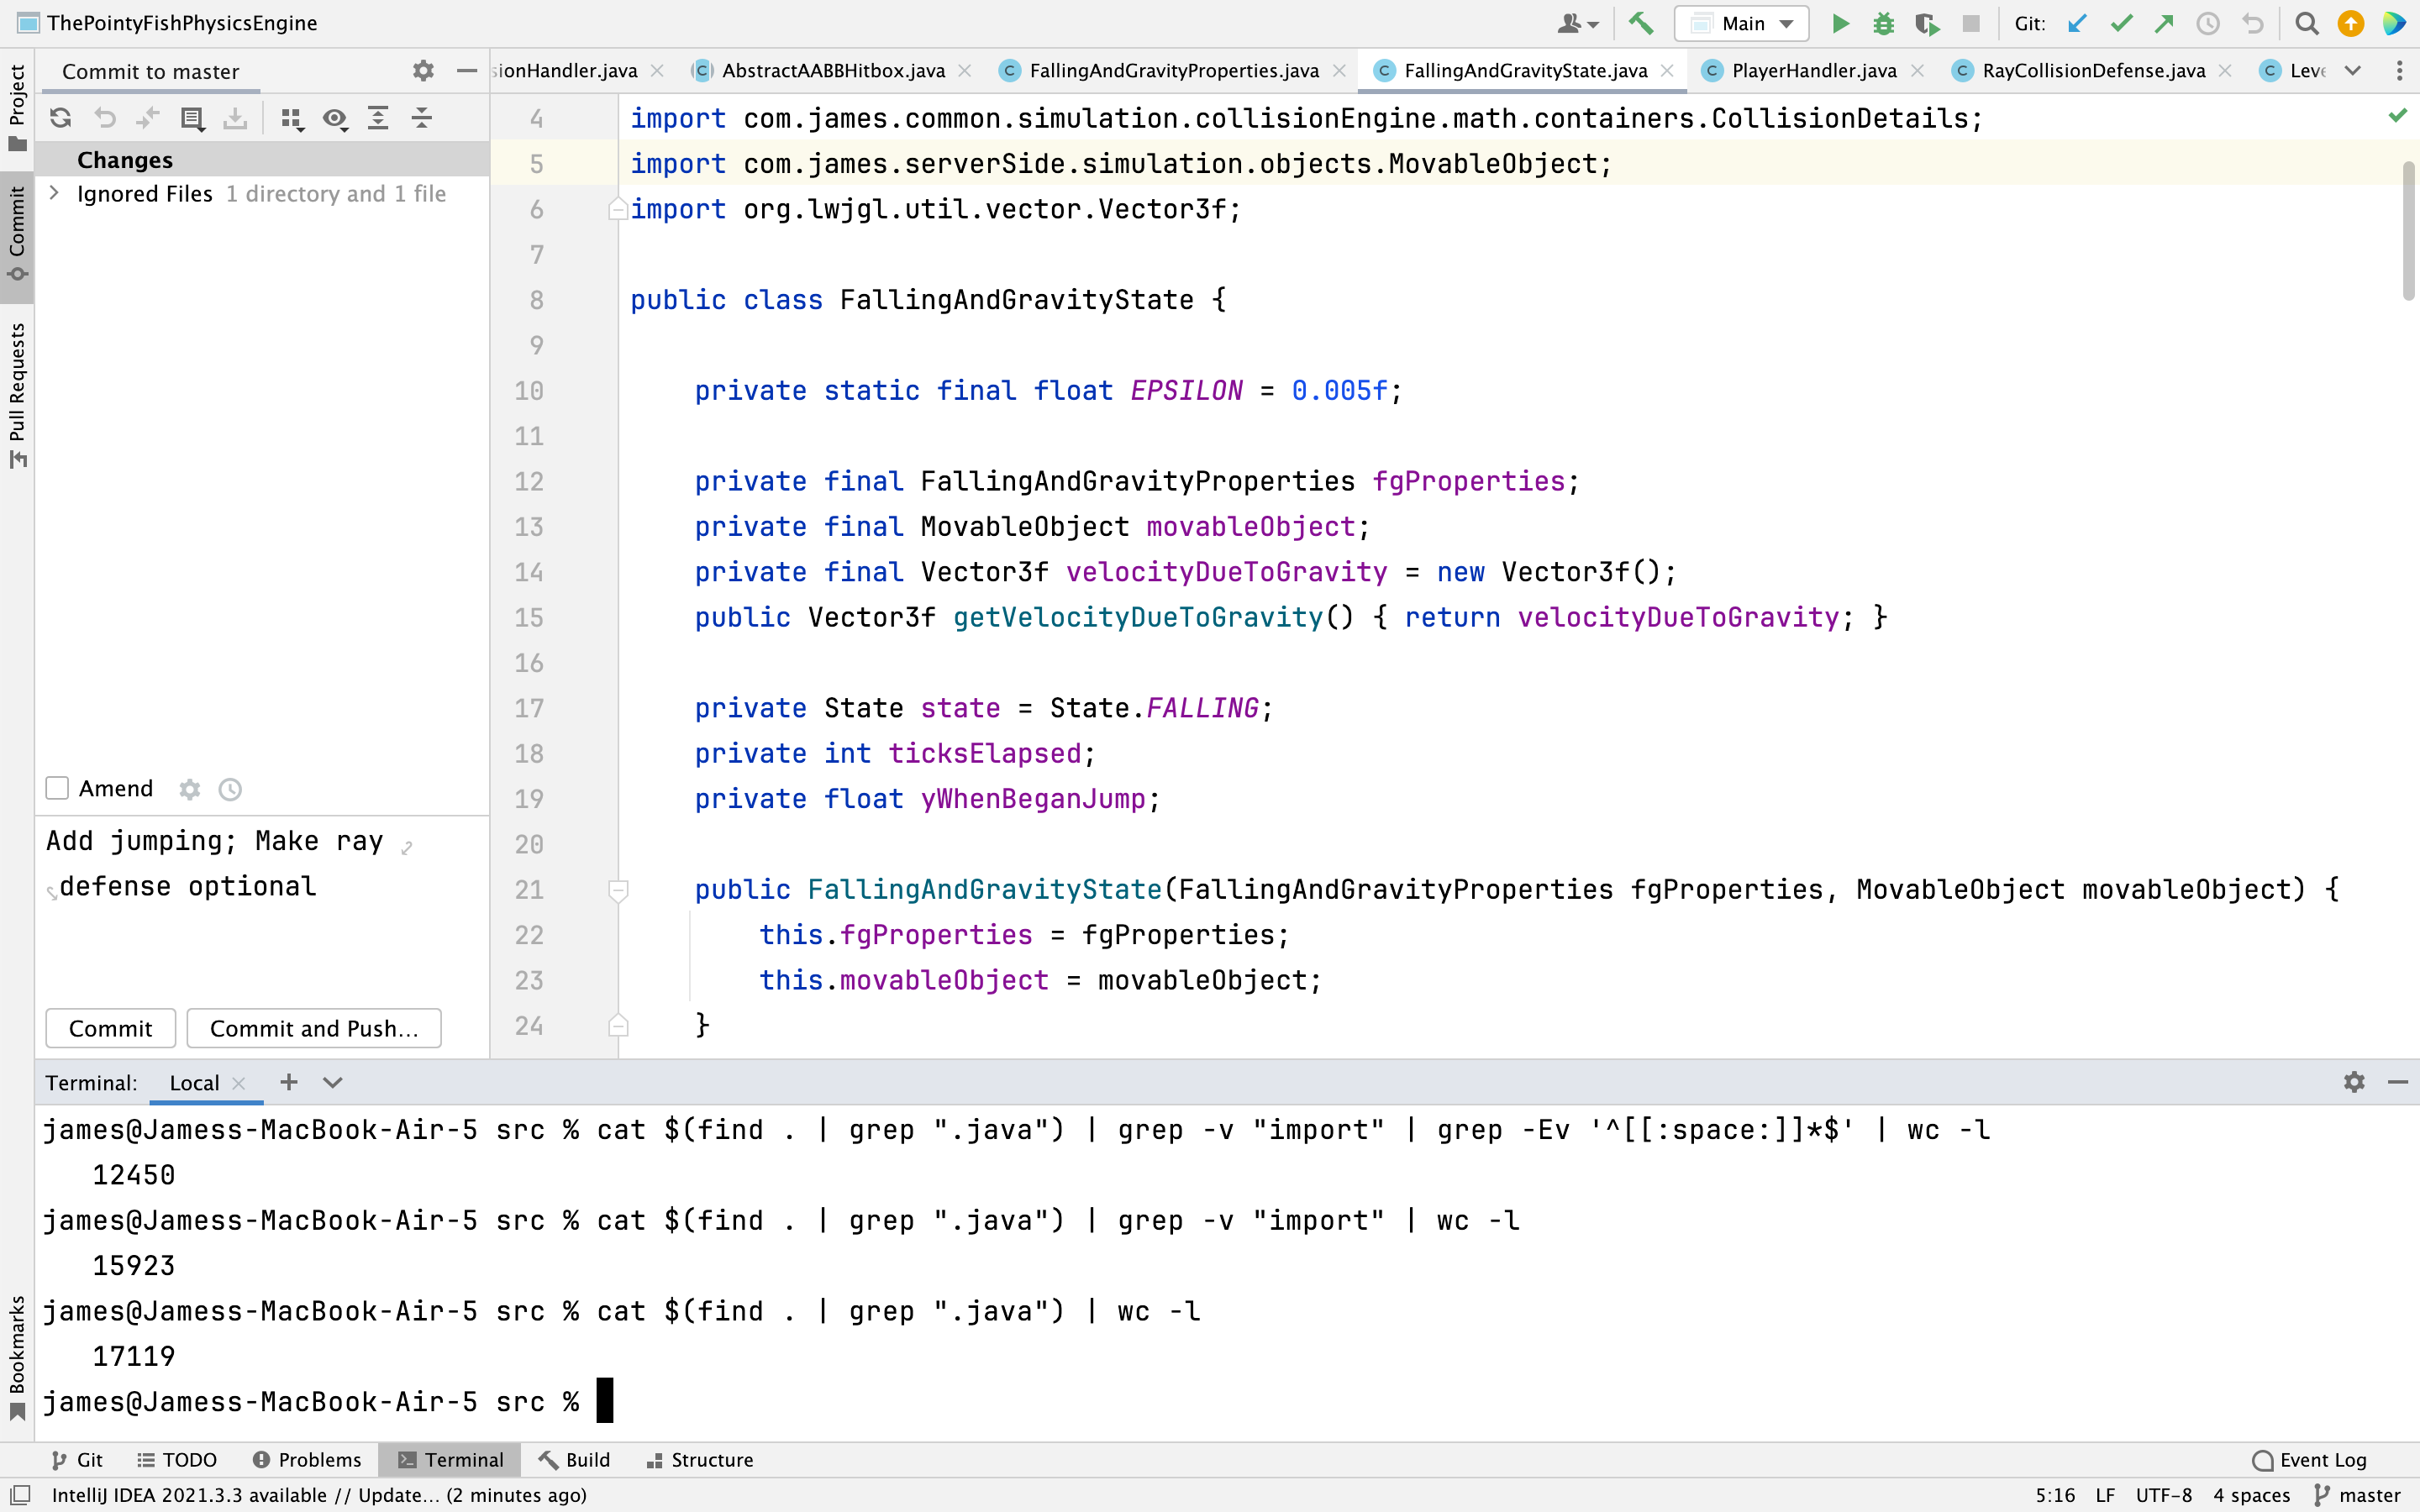 ThePointyFishPhysicsEngine
Main
Git:
Project
Commit
Pull Requests
Bookmarks
Commit to master
Changes
Ignored Files 1 directory and 1 file
Amend
Add jumping; Make ray
defense optional
Commit
Commit and Push...
sionHandler.java
AbstractAABBHitbox.java
FallingAndGravityProperties.java
FallingAndGravityState.java
PlayerHandler.java
RayCollisionDefense.java
Leve
4 import com.james.common.simulation.collisionEngine.math.containers.CollisionDetails;
5 import com.james.serverSide.simulation.objects.MovableObject;
6 import org.lwjgl.util.vector.Vector3f;
7
8 public class FallingAndGravityState {
9
10 private static final float EPSILON = 0.005f;
11
12 private final FallingAndGravityProperties fgProperties;
13 private final MovableObject movableObject;
14 private final Vector3f velocityDueToGravity = new Vector3f();
15 public Vector3f getVelocityDueToGravity() { return velocityDueToGravity; }
16
17 private State state = State.FALLING;
18 private int ticksElapsed;
19 private float yWhenBeganJump;
20
21 public FallingAndGravityState(FallingAndGravityProperties fgProperties, MovableObject movableObject) {
22 this.fgProperties = fgProperties;
23 this.movableObject = movableObject;
24 }
Terminal: Local
james@Jamess-MacBook-Air-5 src % cat $(find . | grep ".java") | grep -v "import" | grep -Ev '^[[:space:]]*$' | wc -l
12450
james@Jamess-MacBook-Air-5 src % cat $(find . | grep ".java") | grep -v "import" | wc -l
15923
james@Jamess-MacBook-Air-5 src % cat $(find . | grep ".java") | wc -l
17119
james@Jamess-MacBook-Air-5 src %
Git TODO Problems Terminal Build Structure Event Log
IntelliJ IDEA 2021.3.3 available // Update... (2 minutes ago) 5:16 LF UTF-8 4 spaces master